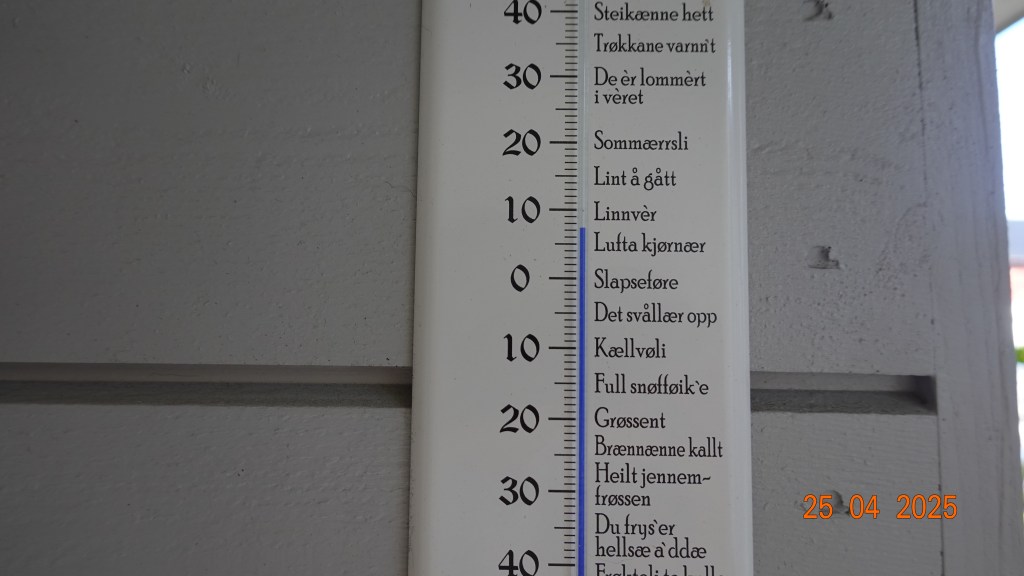 40 Steikænne hett
Trøkkane varnn't
30 De èr lommèrt
i vèret
20 Sommærrsli
Lint å gått
10 Linnvèr
Lufta kjørnær
0 Slapseføre
Det svållær opp
10 Kællvøli
Full snøfføik`e
20 Grøssent
Brænnænne kallt
Heilt jennem-
30 frøssen
Du frys`er
hellsæ a`ddæ
40
25 04 2025